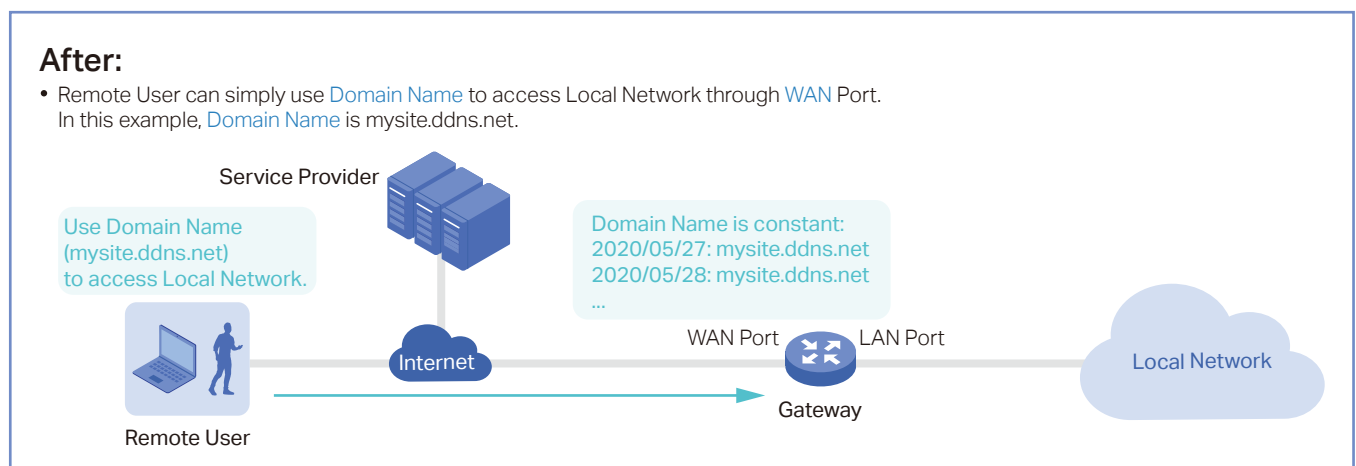 After:
• Remote User can simply use Domain Name to access Local Network through WAN Port.
In this example, Domain Name is mysite.ddns.net.
Service Provider
Use Domain Name
(mysite.ddns.net)
to access Local Network.
Domain Name is constant:
2020/05/27: mysite.ddns.net
2020/05/28: mysite.ddns.net
...
WAN Port
LAN Port
Internet
Local Network
Gateway
Remote User